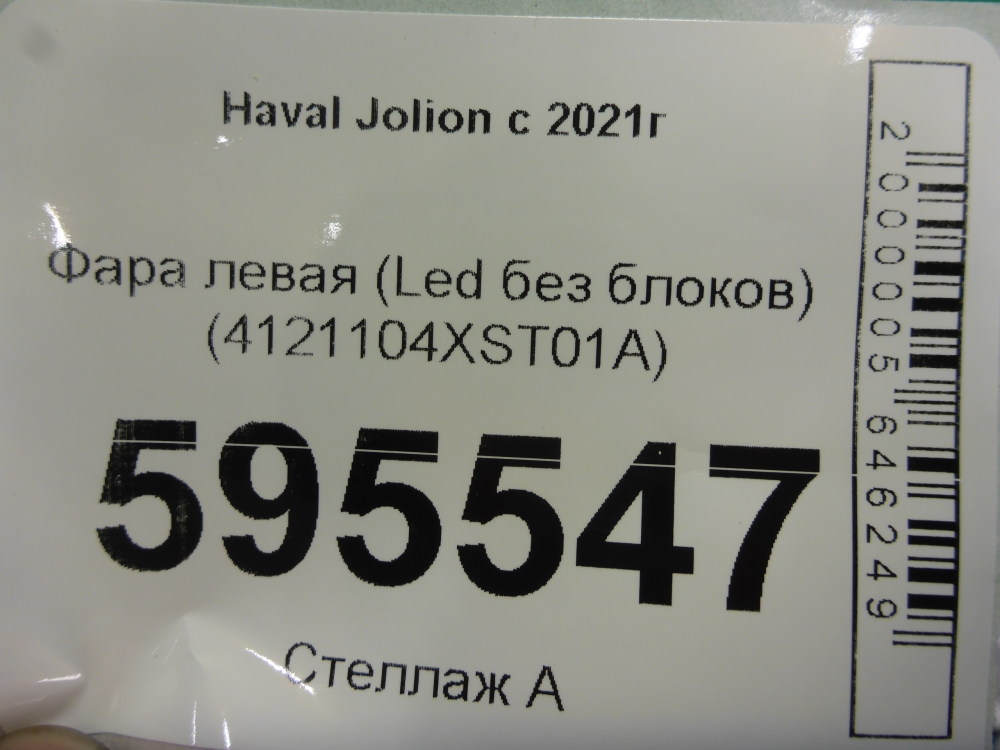 Haval Jolion с 2021г
Фара левая (Led без блоков)
(4121104XST01A)
595547
Стеллаж А
2000005646249